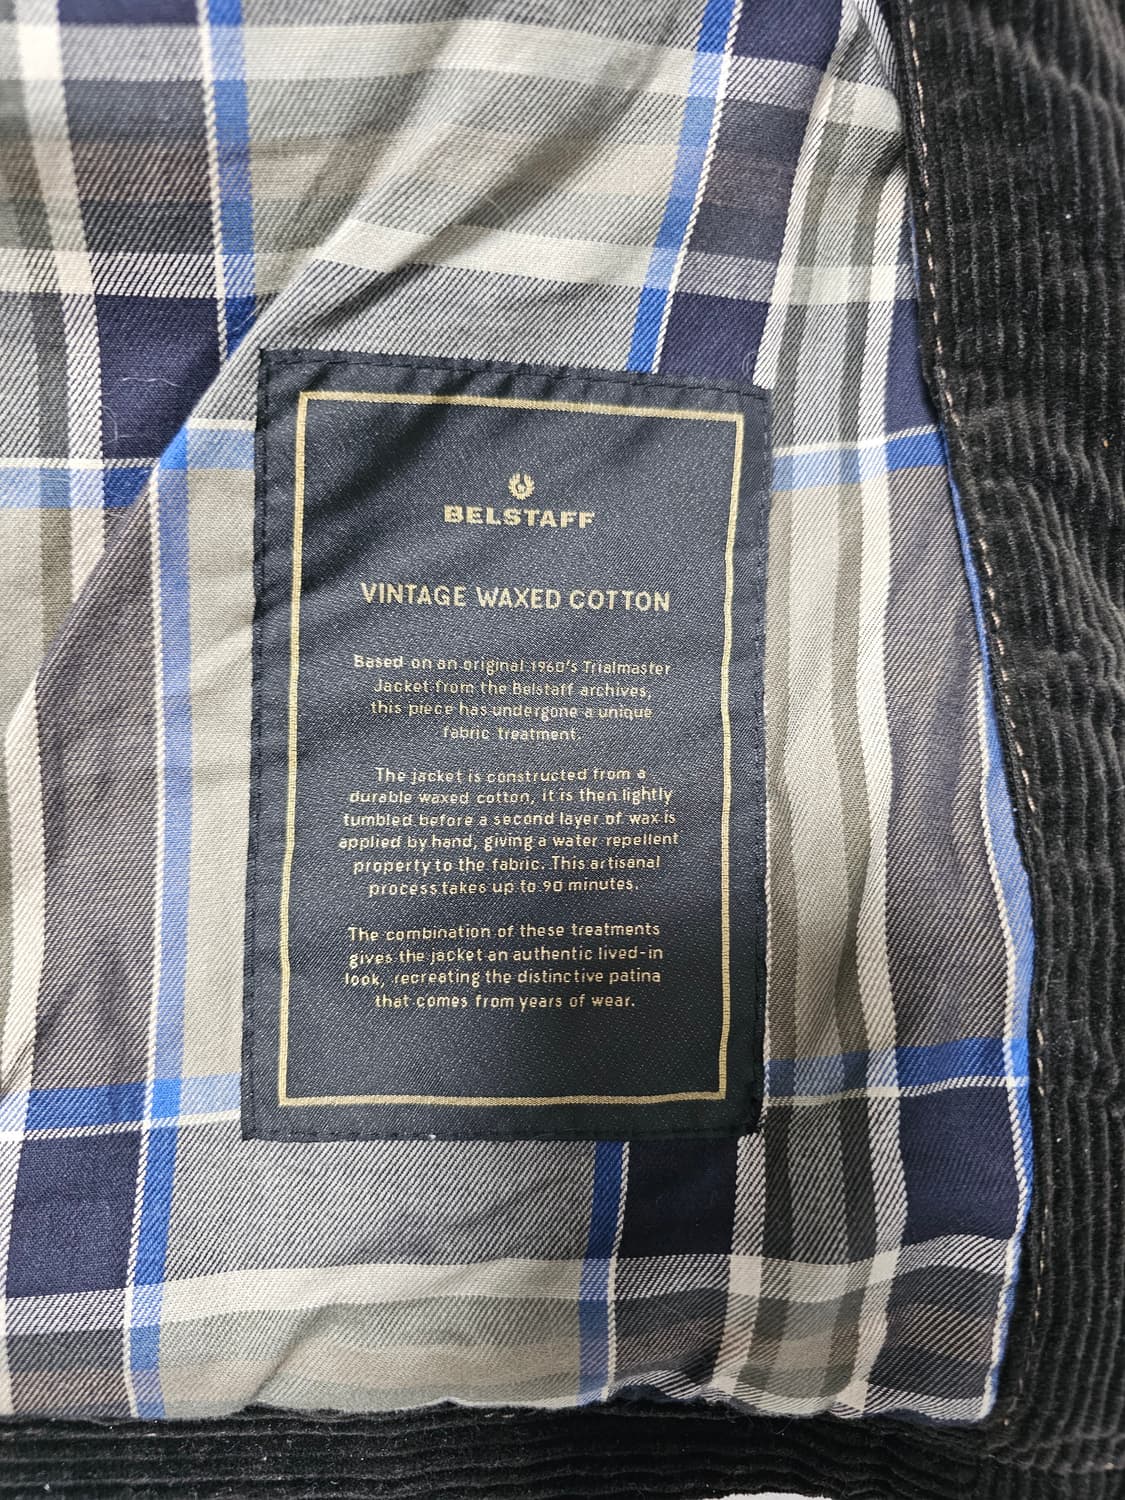 BELSTAFF
VINTAGE WAXED COTTON
Based on an original 1960's Trialmaster
Jacket from the Belstaff archives,
this piece has undergone a unique
fabric treatment.
The jacket is constructed from a
durable waxed cotton, it is then lightly
tumbled before a second layer of wax is
applied by hand, giving a water repellent
property to the fabric. This artisanal
process takes up to 90 minutes.
The combination of these treatments
gives the jacket an authentic lived-in
look, recreating the distinctive patina
that comes from years of wear.